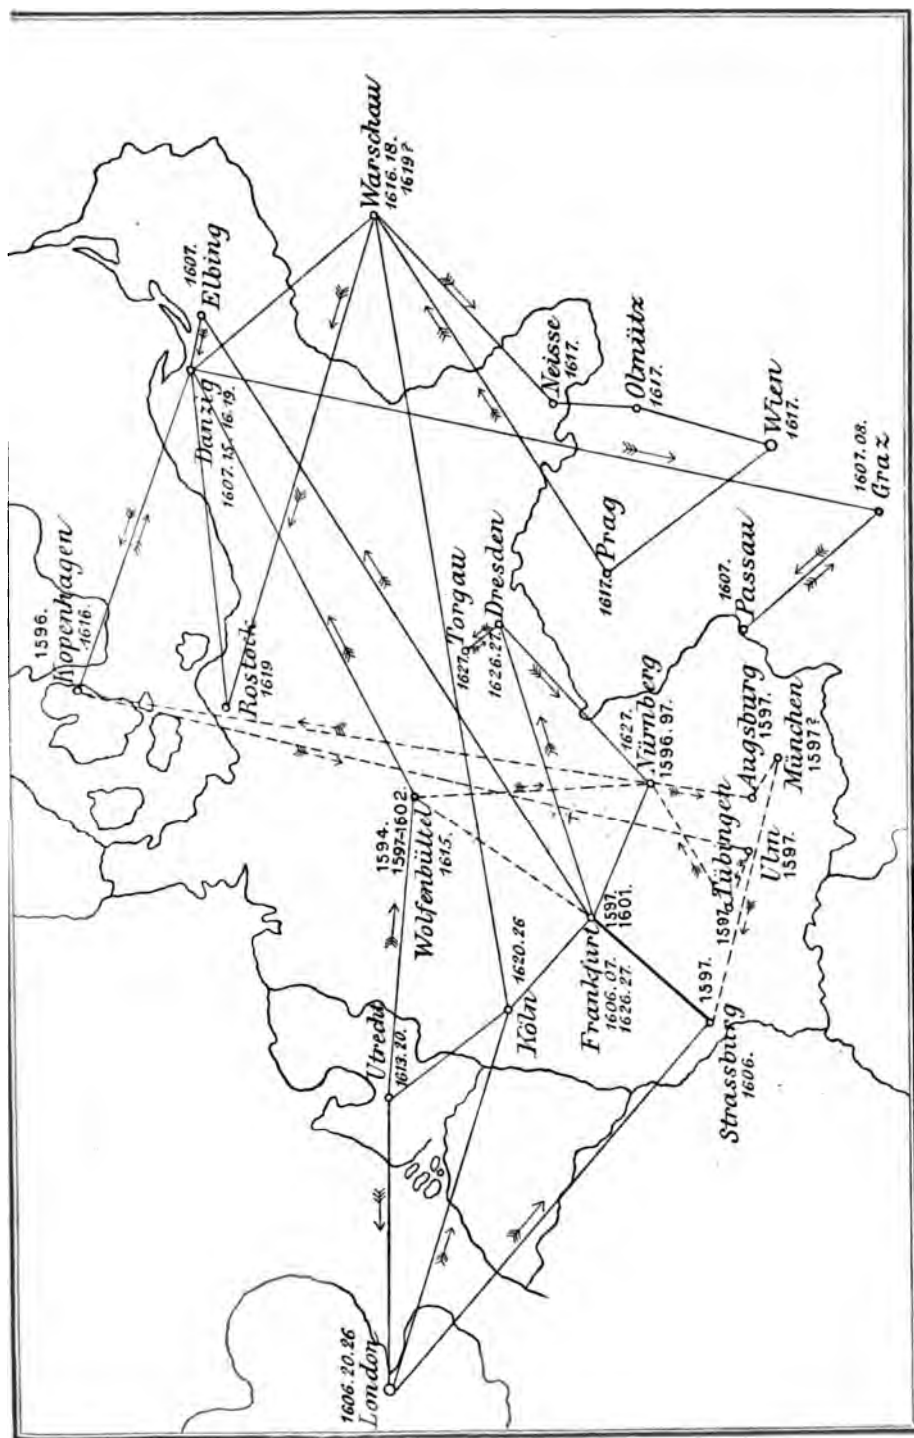 1596.
Kopenhagen
1616.
1607.
Elbing
Danzig
1607. 15. 16. 19.
Rostock
1619
Warschau
1616. 18.
1619?
1606. 20. 26
London
Utrecht
1613. 20.
1594.
1597-1602.
Wolfenbüttel
1615.
Torgau
1627.
Dresden
1626. 27.
1620. 26
Köln
Neisse
1617.
Olmütz
1617.
Prag
1617.
Wien
1617.
Frankfurt
1597.
1601.
1606. 07.
1626. 27.
1627.
Nürnberg
1596. 97.
1597.
Strassburg
1606.
1597.
Tübingen
Ulm
1597.
Augsburg
1597.
München
1597?
1607.
Passau
1607. 08.
Graz